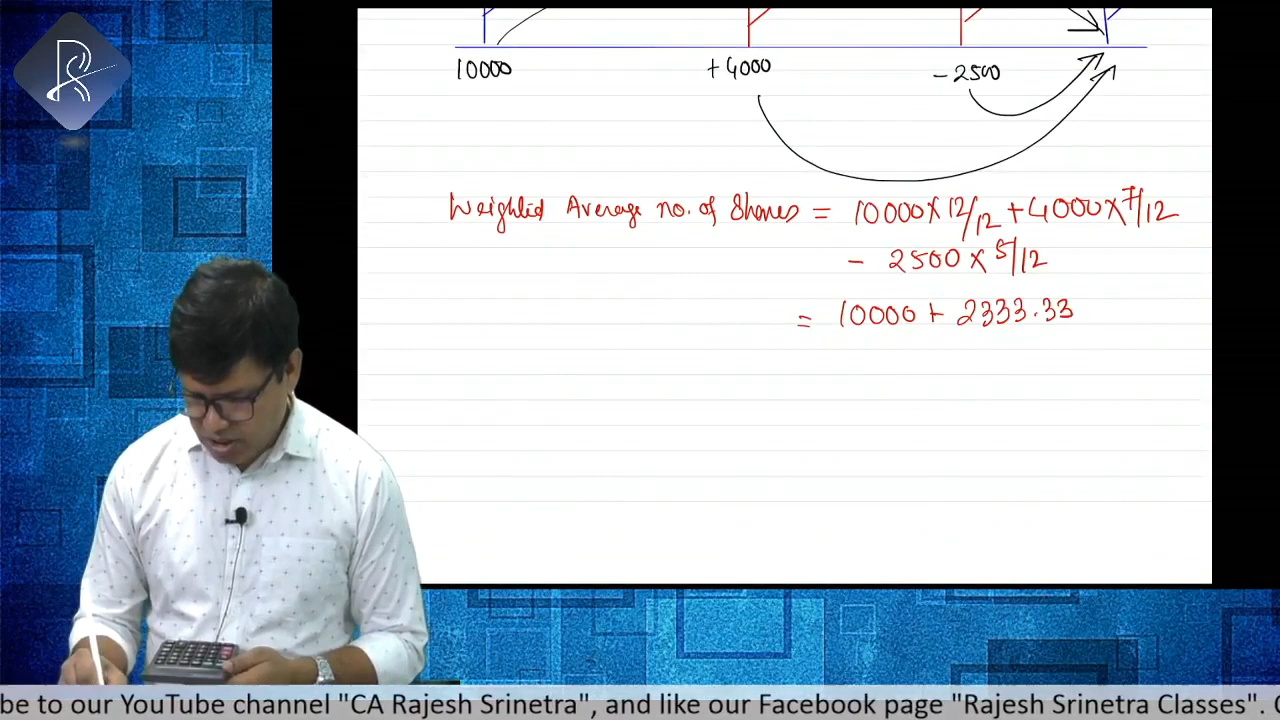 RS
10000 +4000 - 2500
Weighted Average no. of Shares = 10000 X 12/12 + 4000 X 7/12
- 2500 X 5/12
= 10000 + 2333.33
be to our YouTube channel "CA Rajesh Srinetra", and like our Facebook page "Rajesh Srinetra Classes". U